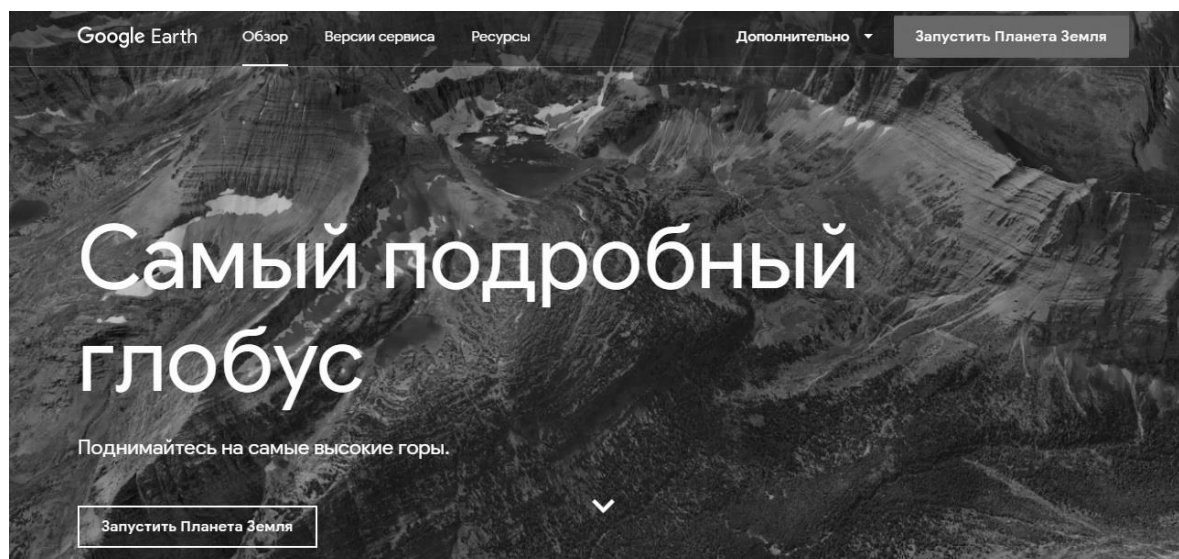 Google Earth Обзор Версии сервиса Ресурсы Дополнительно Запустить Планета Земля
Самый подробный
глобус
Поднимайтесь на самые высокие горы.
Запустить Планета Земля